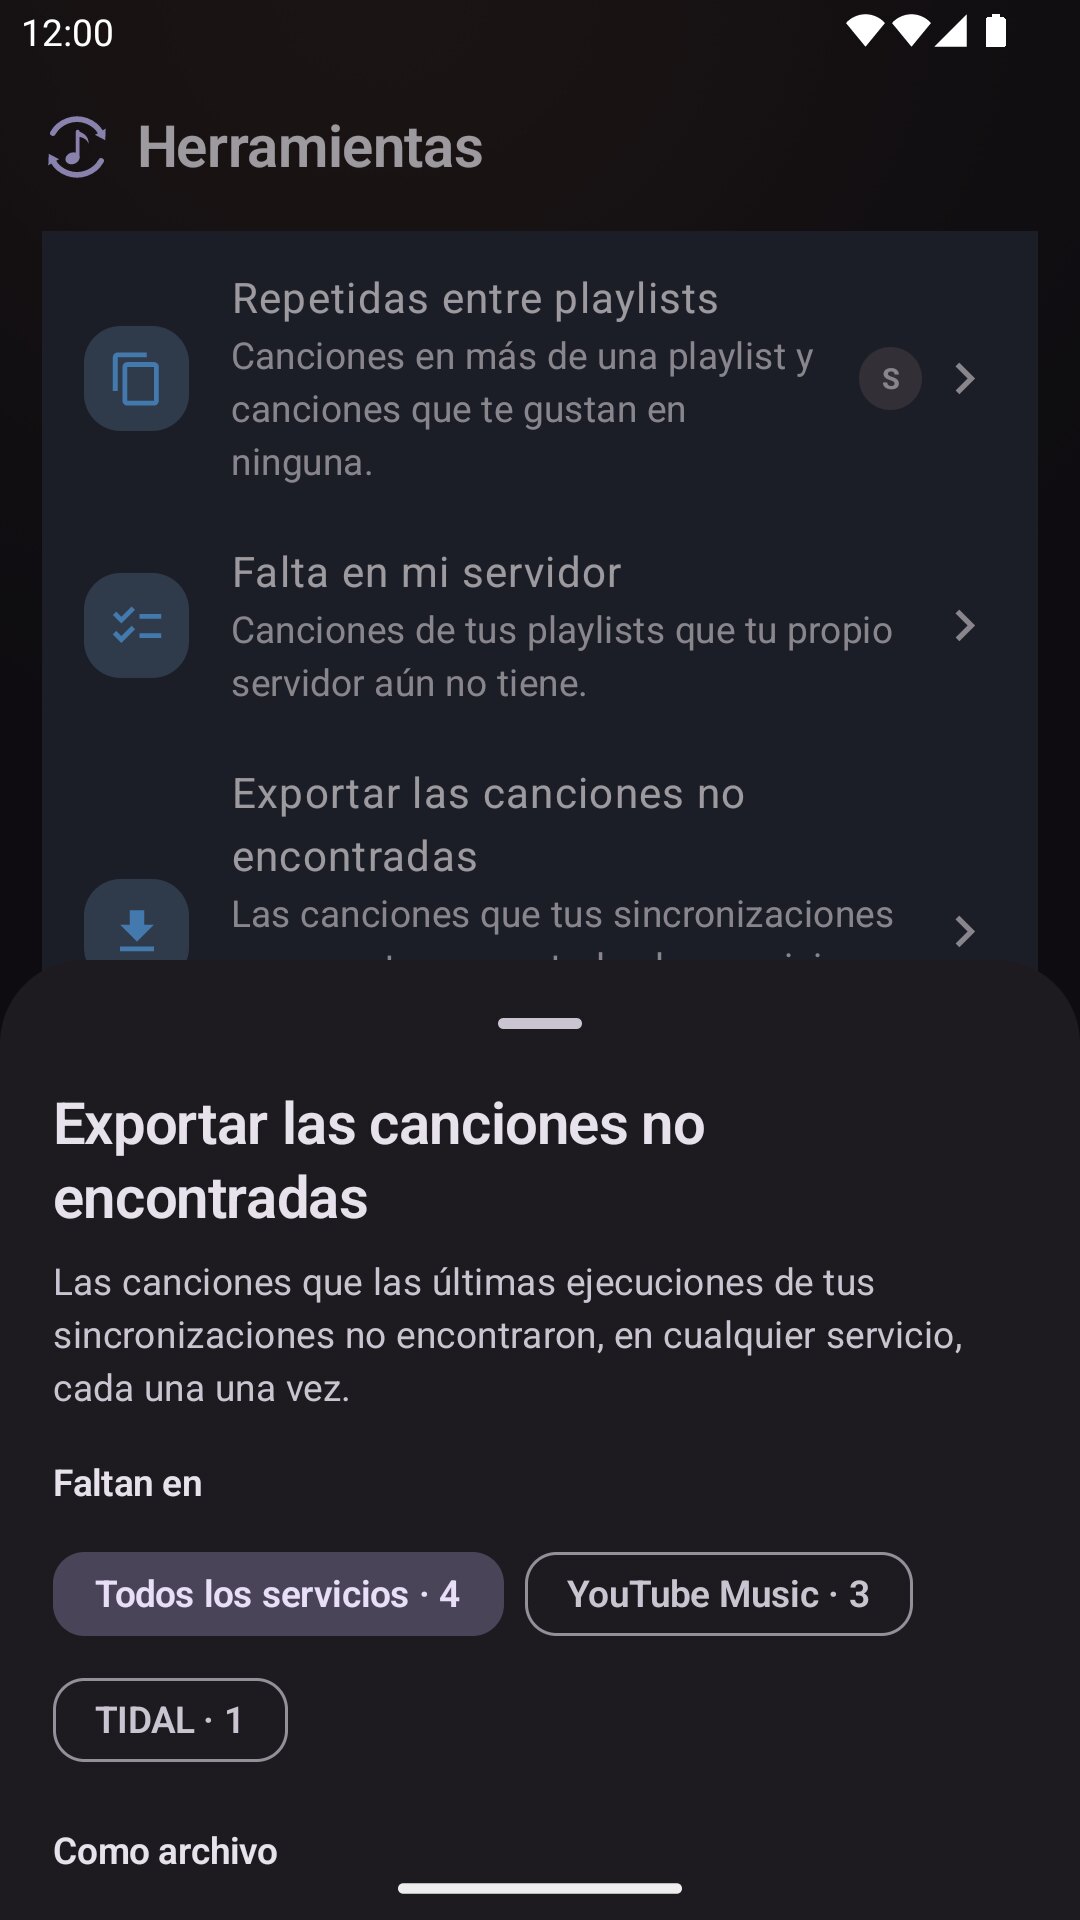 12:00
Herramientas
Repetidas entre playlists
Canciones en más de una playlist y
canciones que te gustan en
ninguna.
S
Falta en mi servidor
Canciones de tus playlists que tu propio
servidor aún no tiene.
Exportar las canciones no
encontradas
Las canciones que tus sincronizaciones
Exportar las canciones no
encontradas
Las canciones que las últimas ejecuciones de tus
sincronizaciones no encontraron, en cualquier servicio,
cada una una vez.
Faltan en
Todos los servicios · 4
YouTube Music · 3
TIDAL · 1
Como archivo